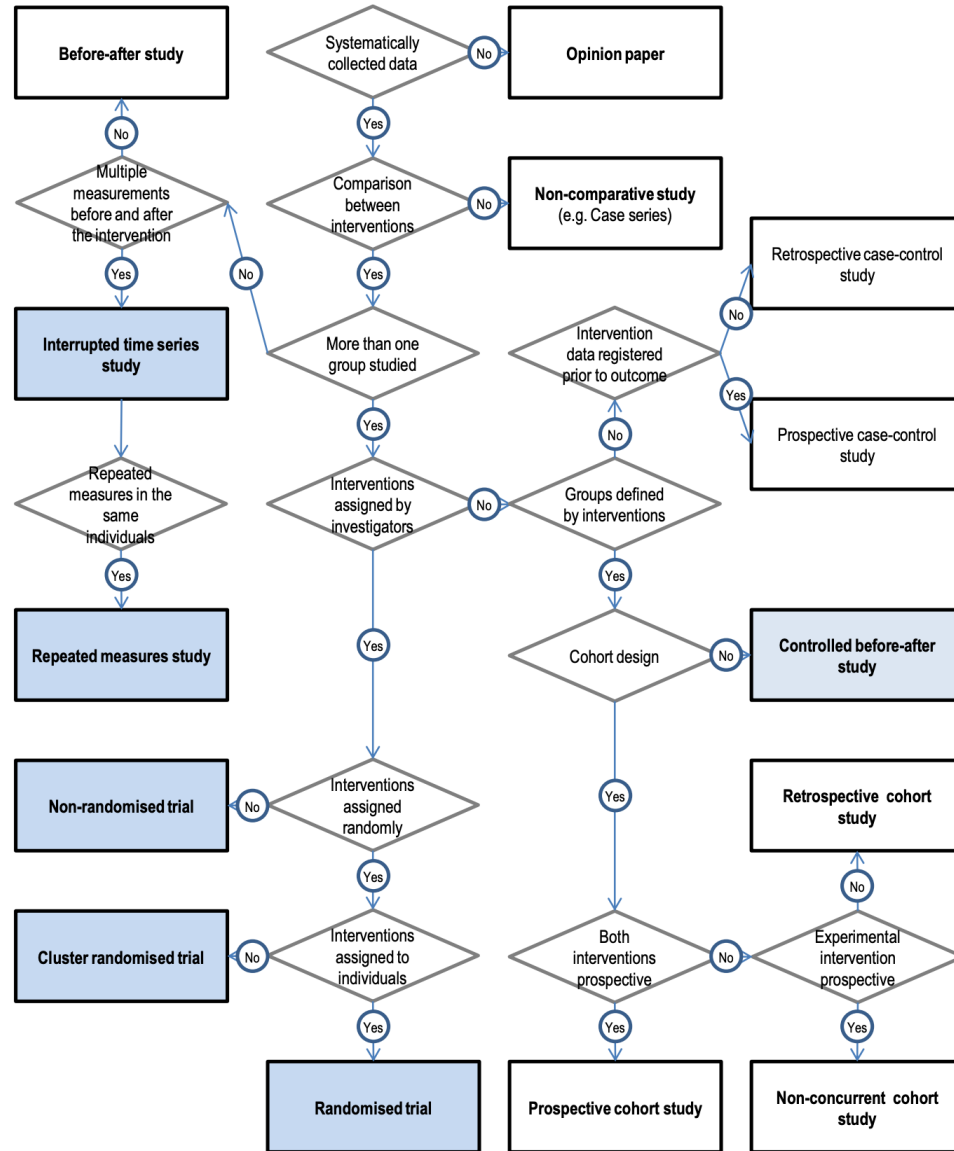 Before-after study
Systematically
collected data
No
Opinion paper
No
Yes
Multiple
measurements
before and after
the intervention
Comparison
between
interventions
No
Non-comparative study
(e.g. Case series)
Retrospective case-control
study
Yes
No
Yes
Interrupted time series
study
More than one
group studied
Intervention
data registered
prior to outcome
No
Yes
Prospective case-control
study
Yes
No
Repeated
measures in the
same
individuals
Interventions
assigned by
investigators
No
Groups defined
by interventions
Yes
Yes
Repeated measures study
Yes
Cohort design
No
Controlled before-after
study
Non-randomised trial
No
Interventions
assigned
randomly
Yes
Retrospective cohort
study
Yes
No
Cluster randomised trial
No
Interventions
assigned to
individuals
Both
interventions
prospective
No
Experimental
intervention
prospective
Yes
Yes
Yes
Randomised trial
Prospective cohort study
Non-concurrent cohort
study